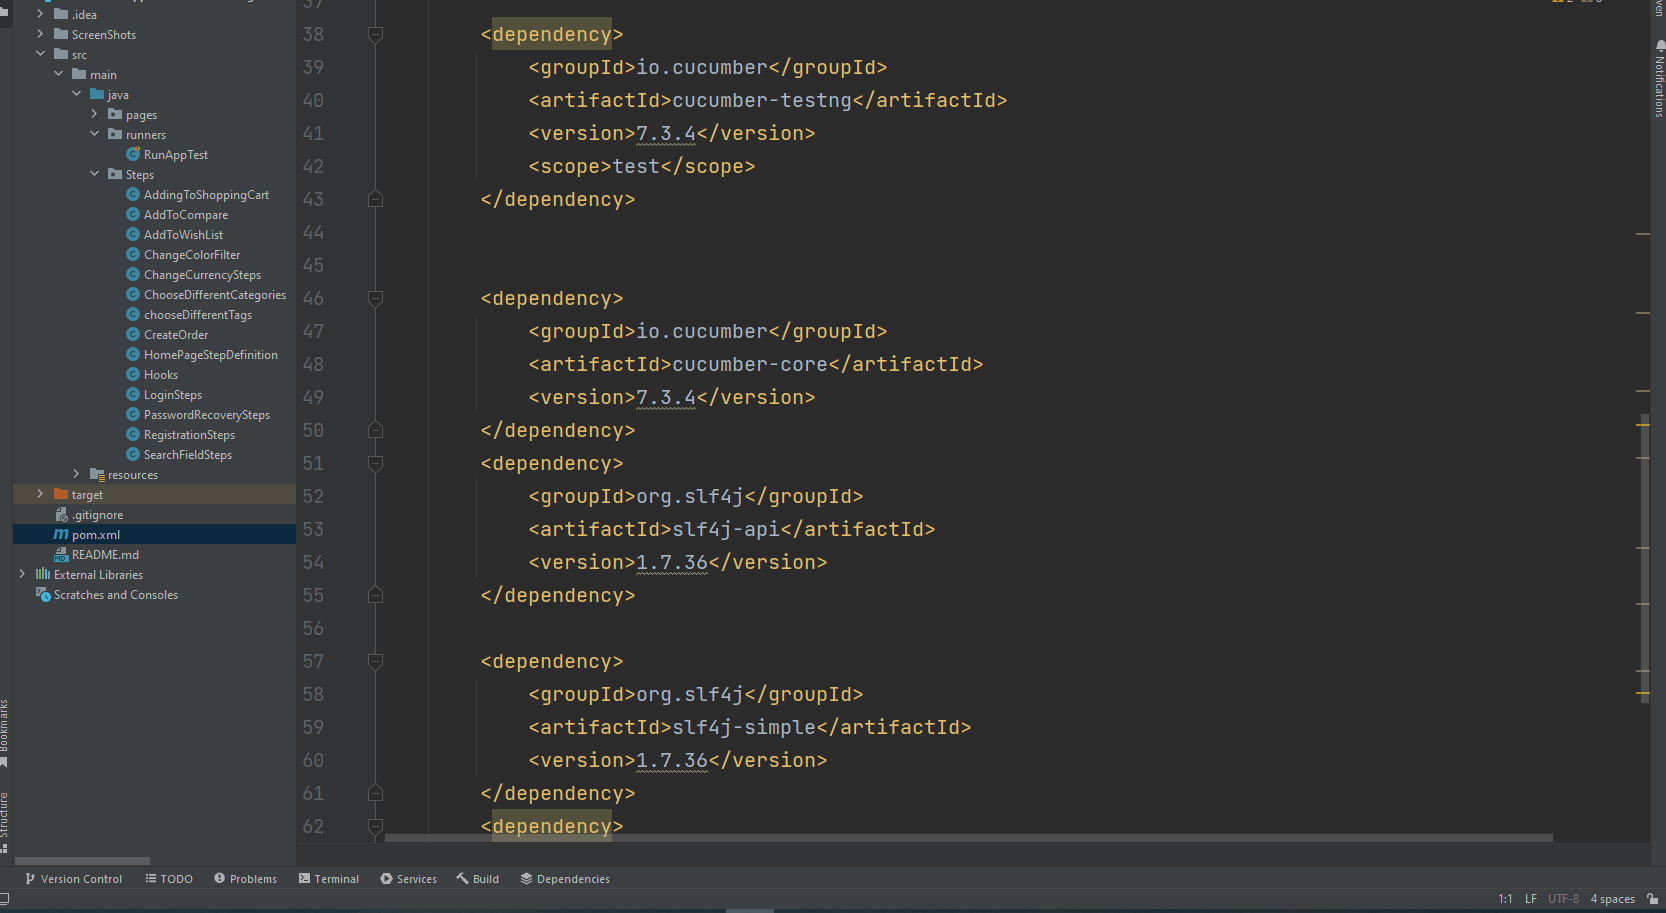 .idea
ScreenShots
src
main
java
pages
runners
RunAppTest
Steps
AddingToShoppingCart
AddToCompare
AddToWishList
ChangeColorFilter
ChangeCurrencySteps
ChooseDifferentCategories
chooseDifferentTags
CreateOrder
HomePageStepDefinition
Hooks
LoginSteps
PasswordRecoverySteps
RegistrationSteps
SearchFieldSteps
resources
target
.gitignore
pom.xml
README.md
External Libraries
Scratches and Consoles
37
38 <dependency>
39 <groupId>io.cucumber</groupId>
40 <artifactId>cucumber-testng</artifactId>
41 <version>7.3.4</version>
42 <scope>test</scope>
43 </dependency>
44
45
46 <dependency>
47 <groupId>io.cucumber</groupId>
48 <artifactId>cucumber-core</artifactId>
49 <version>7.3.4</version>
50 </dependency>
51 <dependency>
52 <groupId>org.slf4j</groupId>
53 <artifactId>slf4j-api</artifactId>
54 <version>1.7.36</version>
55 </dependency>
56
57 <dependency>
58 <groupId>org.slf4j</groupId>
59 <artifactId>slf4j-simple</artifactId>
60 <version>1.7.36</version>
61 </dependency>
62 <dependency>
Notifications
Bookmarks
Structure
Version Control TODO Problems Terminal Services Build Dependencies
1:1 LF UTF-8 4 spaces